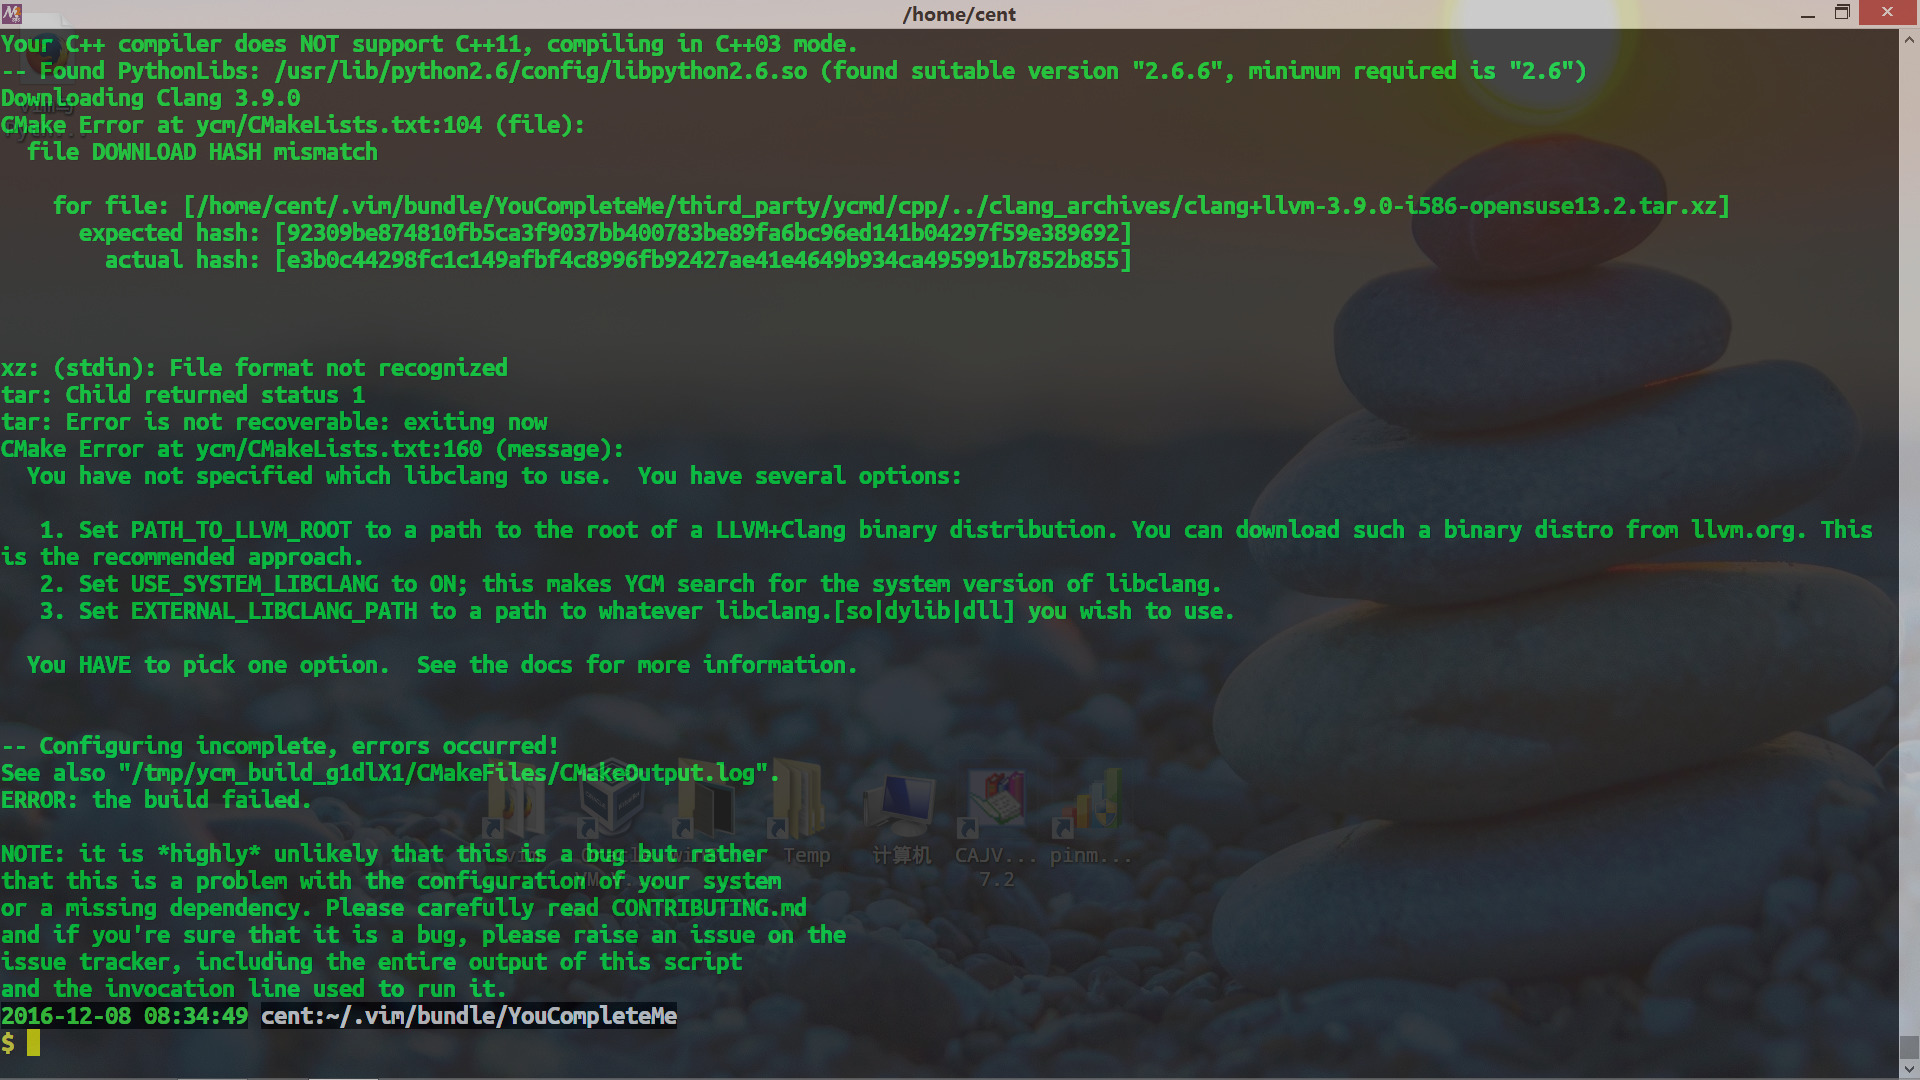 /home/cent
Your C++ compiler does NOT support C++11, compiling in C++03 mode.
-- Found PythonLibs: /usr/lib/python2.6/config/libpython2.6.so (found suitable version "2.6.6", minimum required is "2.6")
Downloading Clang 3.9.0
CMake Error at ycm/CMakeLists.txt:104 (file):
file DOWNLOAD HASH mismatch
for file: [/home/cent/.vim/bundle/YouCompleteMe/third_party/ycmd/cpp/../clang_archives/clang+llvm-3.9.0-i586-opensuse13.2.tar.xz]
expected hash: [92309be874810fb5ca3f9037bb400783be89fa6bc96ed141b04297f59e389692]
actual hash: [e3b0c44298fc1c149afbf4c8996fb92427ae41e4649b934ca495991b7852b855]
xz: (stdin): File format not recognized
tar: Child returned status 1
tar: Error is not recoverable: exiting now
CMake Error at ycm/CMakeLists.txt:160 (message):
You have not specified which libclang to use.  You have several options:
1. Set PATH_TO_LLVM_ROOT to a path to the root of a LLVM+Clang binary distribution. You can download such a binary distro from llvm.org. This
is the recommended approach.
2. Set USE_SYSTEM_LIBCLANG to ON; this makes YCM search for the system version of libclang.
3. Set EXTERNAL_LIBCLANG_PATH to a path to whatever libclang.[so|dylib|dll] you wish to use.
You HAVE to pick one option.  See the docs for more information.
-- Configuring incomplete, errors occurred!
See also "/tmp/ycm_build_g1dlX1/CMakeFiles/CMakeOutput.log".
ERROR: the build failed.
NOTE: it is *highly* unlikely that this is a bug but rather
that this is a problem with the configuration of your system
or a missing dependency. Please carefully read CONTRIBUTING.md
and if you're sure that it is a bug, please raise an issue on the
issue tracker, including the entire output of this script
and the invocation line used to run it.
2016-12-08 08:34:49 cent:~/.vim/bundle/YouCompleteMe
$
Temp
计算机
CAJV... 7.2
pinm...